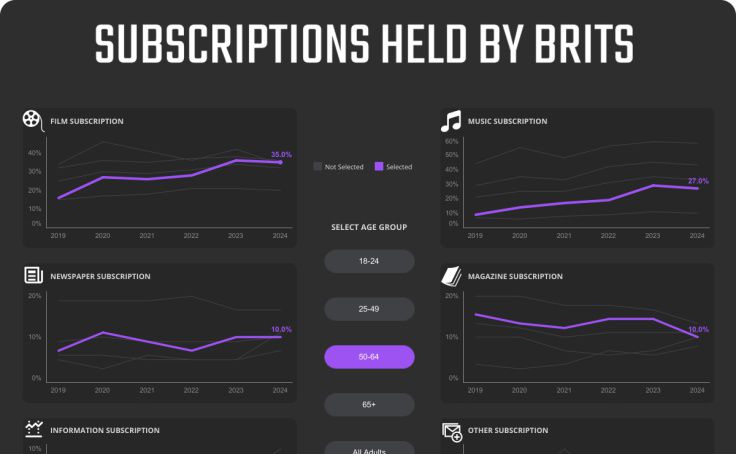 SUBSCRIPTIONS HELD BY BRITS
FILM SUBSCRIPTION
40%
30%
20%
10%
0%
35.0%
2019 2020 2021 2022 2023 2024
Not Selected Selected
SELECT AGE GROUP
18-24
25-49
50-64
65+
All Adults
MUSIC SUBSCRIPTION
60%
50%
40%
30%
20%
10%
0%
27.0%
2019 2020 2021 2022 2023 2024
NEWSPAPER SUBSCRIPTION
20%
10%
0%
10.0%
2019 2020 2021 2022 2023 2024
MAGAZINE SUBSCRIPTION
20%
10%
0%
10.0%
2019 2020 2021 2022 2023 2024
INFORMATION SUBSCRIPTION
10%
OTHER SUBSCRIPTION